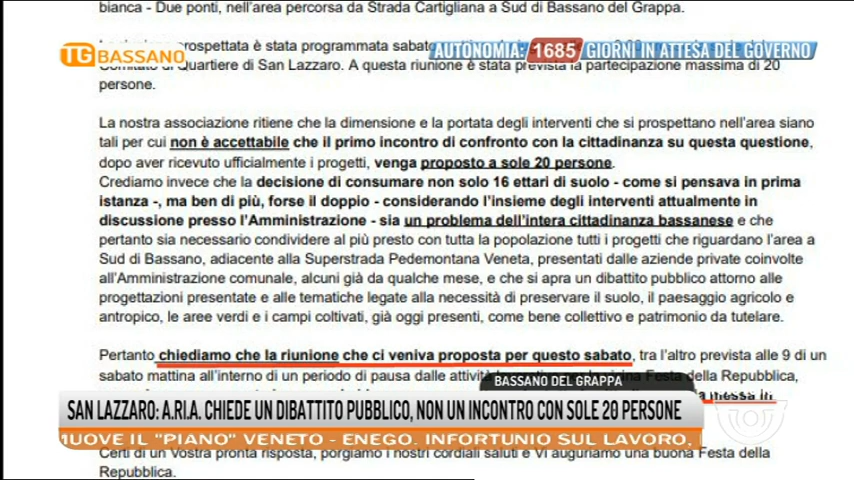 bianca - Due ponti, nell'area percorsa da Strada Cartigliana a Sud di Bassano del Grappa.
prospettata è stata programmata sabato
TG BASSANO
AUTONOMIA: 1685 GIORNI IN ATTESA DEL GOVERNO
Quartiere di San Lazzaro. A questa riunione è stata prevista la partecipazione massima di 20
persone.
La nostra associazione ritiene che la dimensione e la portata degli interventi che si prospettano nell'area siano
tali per cui non è accettabile che il primo incontro di confronto con la cittadinanza su questa questione,
dopo aver ricevuto ufficialmente i progetti, venga proposto a sole 20 persone.
Crediamo invece che la decisione di consumare non solo 16 ettari di suolo - come si pensava in prima
istanza -, ma ben di più, forse il doppio - considerando l'insieme degli interventi attualmente in
discussione presso l'Amministrazione - sia un problema dell'intera cittadinanza bassanese e che
pertanto sia necessario condividere al più presto con tutta la popolazione tutti i progetti che riguardano l'area a
Sud di Bassano, adiacente alla Superstrada Pedemontana Veneta, presentati dalle aziende private coinvolte
all'Amministrazione comunale, alcuni già da qualche mese, e che si apra un dibattito pubblico attorno alle
progettazioni presentate e alle tematiche legate alla necessità di preservare il suolo, il paesaggio agricolo e
antropico, le aree verdi e i campi coltivati, già oggi presenti, come bene collettivo e patrimonio da tutelare.
Pertanto chiediamo che la riunione che ci veniva proposta per questo sabato, tra l'altro prevista alle 9 di un
sabato mattina all'interno di un periodo di pausa dalle attività Festa della Repubblica,
BASSANO DEL GRAPPA
messa in
SAN LAZZARO: A.RI.A. CHIEDE UN DIBATTITO PUBBLICO, NON UN INCONTRO CON SOLE 20 PERSONE
MUOVE IL "PIANO" VENETO - ENEGO. INFORTUNIO SUL LAVORO,
Certi di un Vostra pronta risposta, porgiamo i nostri cordiali saluti e Vi auguriamo una buona Festa della
Repubblica.